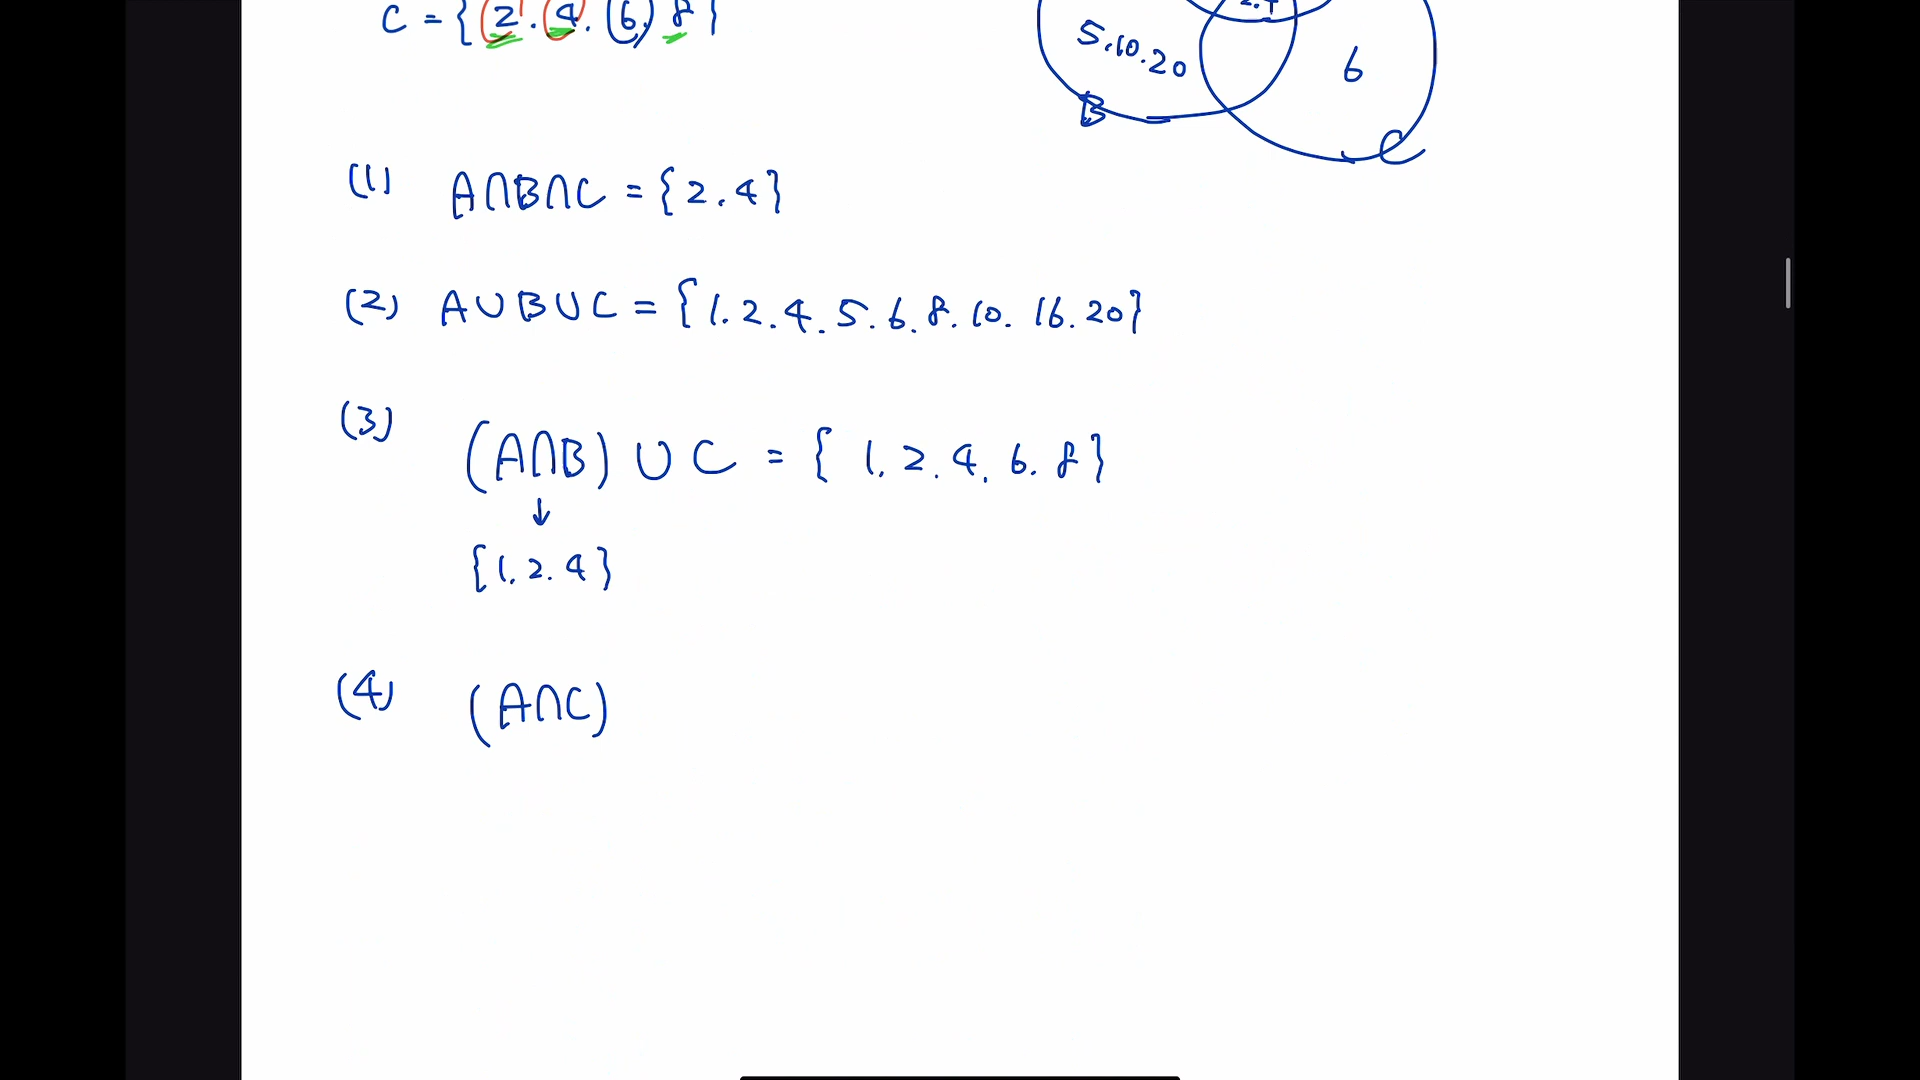 C = { 2 . 4 . 6 . 8 }
5 . 10 . 20
6
B
C
(1) A∩B∩C = { 2 . 4 }
(2) A∪B∪C = { 1 . 2 . 4 . 5 . 6 . 8 . 10 . 16 . 20 }
(3) (A∩B) ∪ C = { 1 . 2 . 4 . 6 . 8 }
↓
{ 1 . 2 . 4 }
(4) (A∩C)